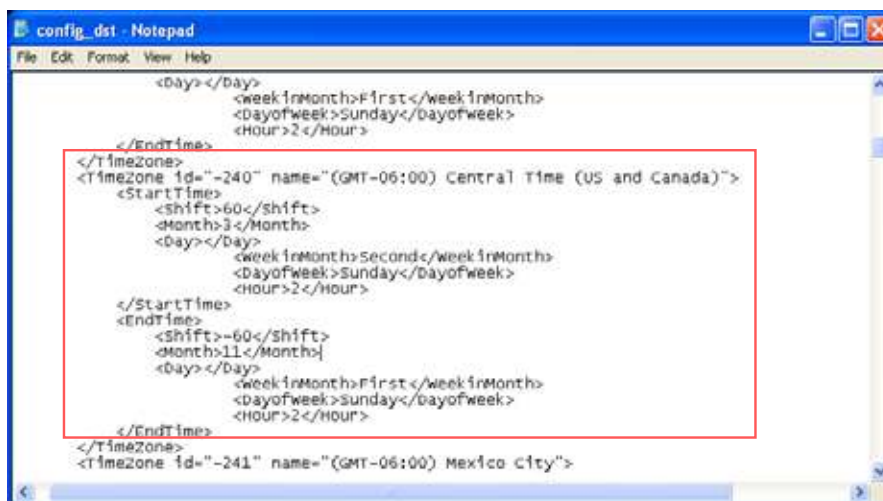 config_dst - Notepad
File Edit Format View Help
<Day></Day>
<WeekinMonth>First</WeekinMonth>
<DayofWeek>Sunday</DayofWeek>
<Hour>2</Hour>
</EndTime>
</TimeZone>
<TimeZone id="-240" name="(GMT-06:00) Central Time (US and Canada)">
<StartTime>
<Shift>60</Shift>
<Month>3</Month>
<Day></Day>
<WeekinMonth>Second</WeekinMonth>
<DayofWeek>Sunday</DayofWeek>
<Hour>2</Hour>
</StartTime>
<EndTime>
<Shift>-60</Shift>
<Month>11</Month>
<Day></Day>
<WeekinMonth>First</WeekinMonth>
<DayofWeek>Sunday</DayofWeek>
<Hour>2</Hour>
</EndTime>
</TimeZone>
<TimeZone id="-241" name="(GMT-06:00) Mexico City">